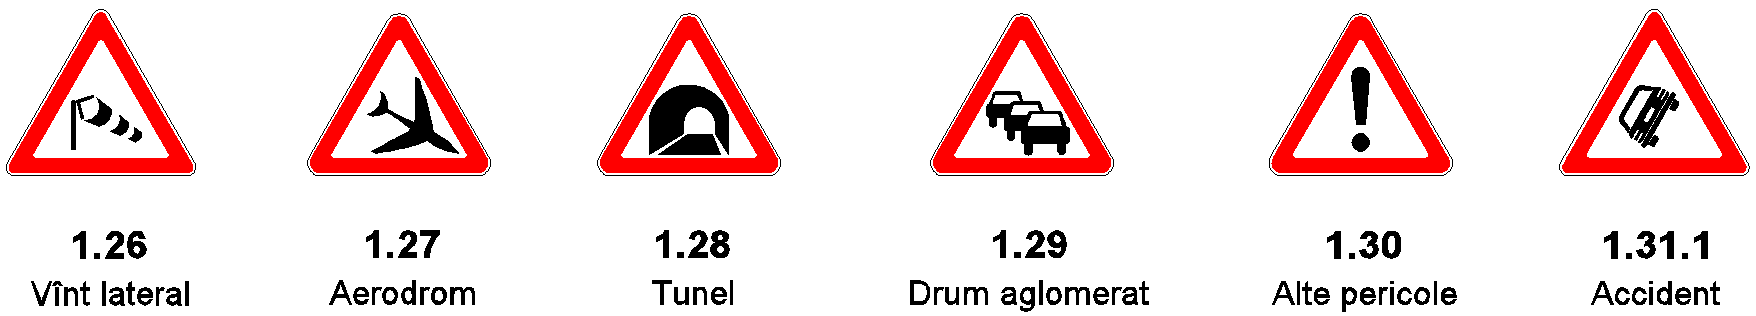 1.26 1.27 1.28 1.29 1.30 1.31.1
Vînt lateral Aerodrom Tunel Drum aglomerat Alte pericole Accident